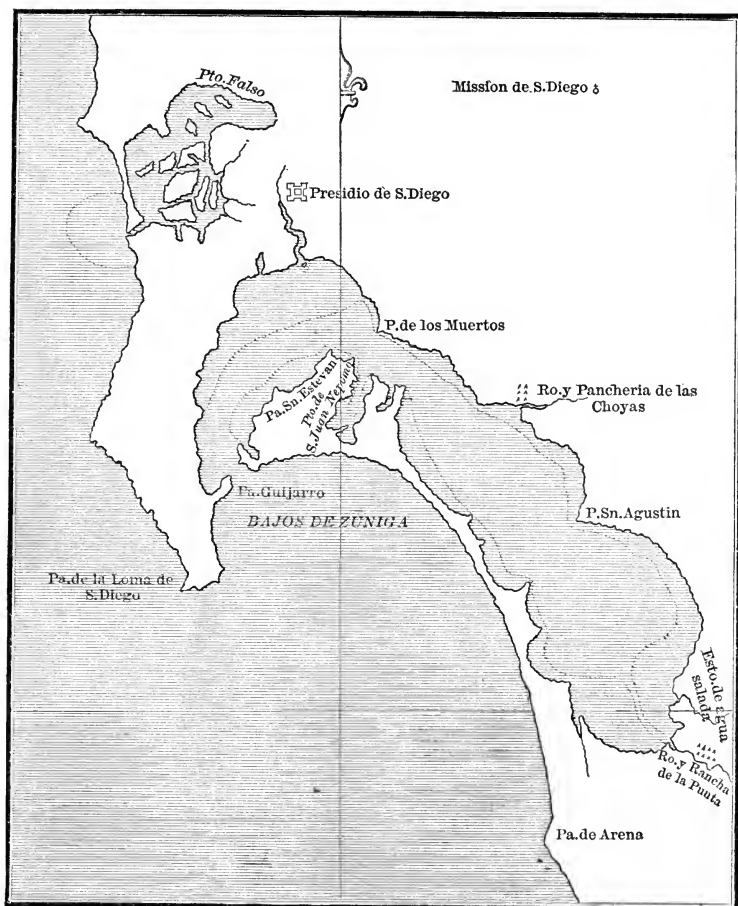 Pto. Falso
Missfon de. S. Diego
Presidio de S. Diego
P. de los Muertos
Pa. Sn. Estevan
Pto. de
S. Juan Neromo
Ro. y Pancheria de las
Choyas
Pa. Guijarro
BAJOS DE ZUNIGA
P. Sn. Agustin
Pa. de la Loma de
S. Diego
Esto. de agua
salada
Ro. y Rancha
de la Punta
Pa. de Arena